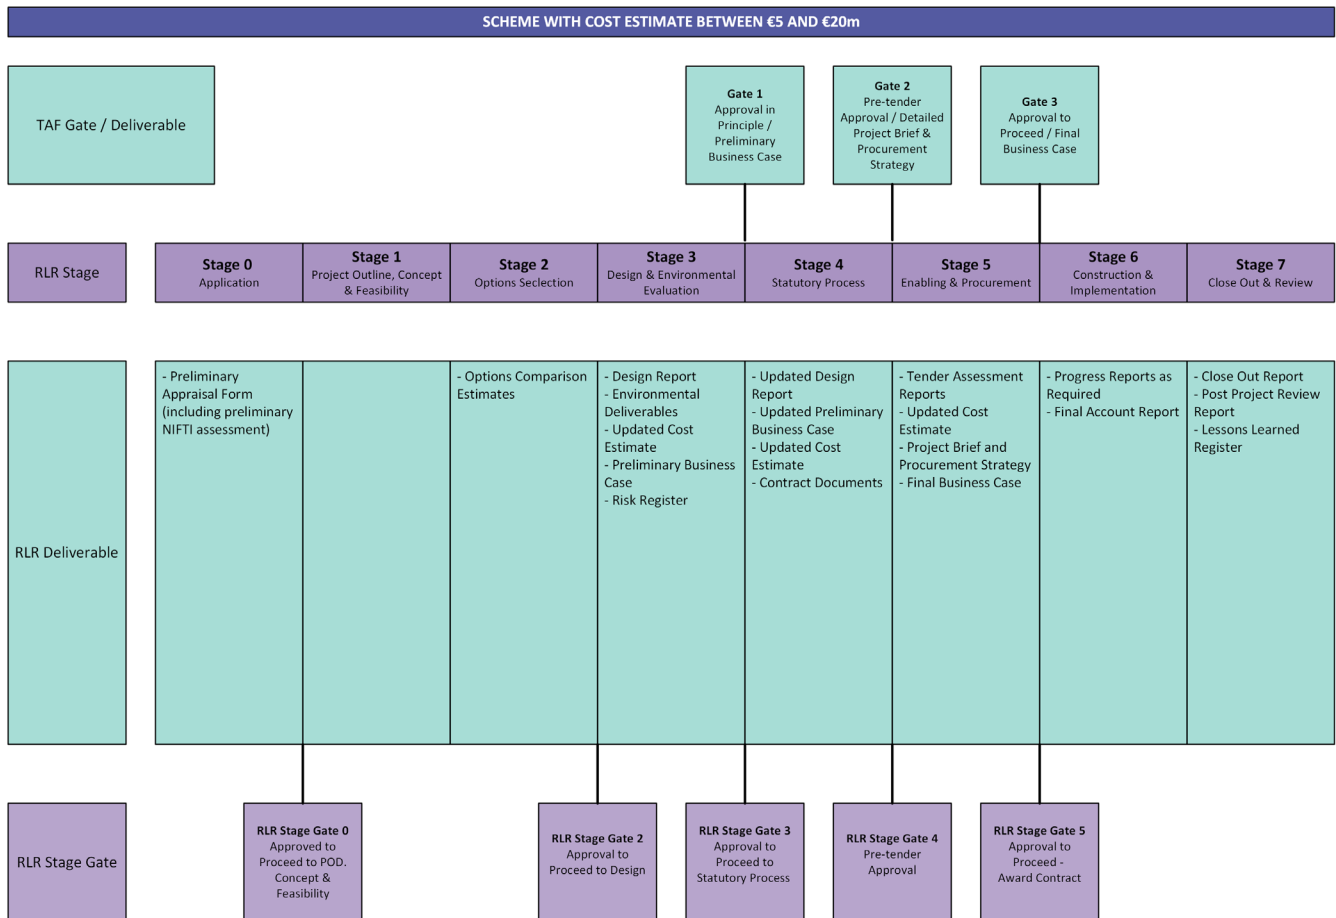 SCHEME WITH COST ESTIMATE BETWEEN €5 AND €20m
TAF Gate / Deliverable
Gate 1
Approval in
Principle /
Preliminary
Business Case
Gate 2
Pre-tender
Approval / Detailed
Project Brief &
Procurement
Strategy
Gate 3
Approval to
Proceed / Final
Business Case
RLR Stage
Stage 0
Application
Stage 1
Project Outline, Concept
& Feasibility
Stage 2
Options Seclection
Stage 3
Design & Environmental
Evaluation
Stage 4
Statutory Process
Stage 5
Enabling & Procurement
Stage 6
Construction &
Implementation
Stage 7
Close Out & Review
RLR Deliverable
- Preliminary
Appraisal Form
(including preliminary
NIFTI assessment)
- Options Comparison
Estimates
- Design Report
- Environmental
Deliverables
- Updated Cost
Estimate
- Preliminary Business
Case
- Risk Register
- Updated Design
Report
- Updated Preliminary
Business Case
- Updated Cost
Estimate
- Contract Documents
- Tender Assessment
Reports
- Updated Cost
Estimate
- Project Brief and
Procurement Strategy
- Final Business Case
- Progress Reports as
Required
- Final Account Report
- Close Out Report
- Post Project Review
Report
- Lessons Learned
Register
RLR Stage Gate
RLR Stage Gate 0
Approved to
Proceed to POD.
Concept &
Feasibility
RLR Stage Gate 2
Approval to
Proceed to Design
RLR Stage Gate 3
Approval to
Proceed to
Statutory Process
RLR Stage Gate 4
Pre-tender
Approval
RLR Stage Gate 5
Approval to
Proceed -
Award Contract